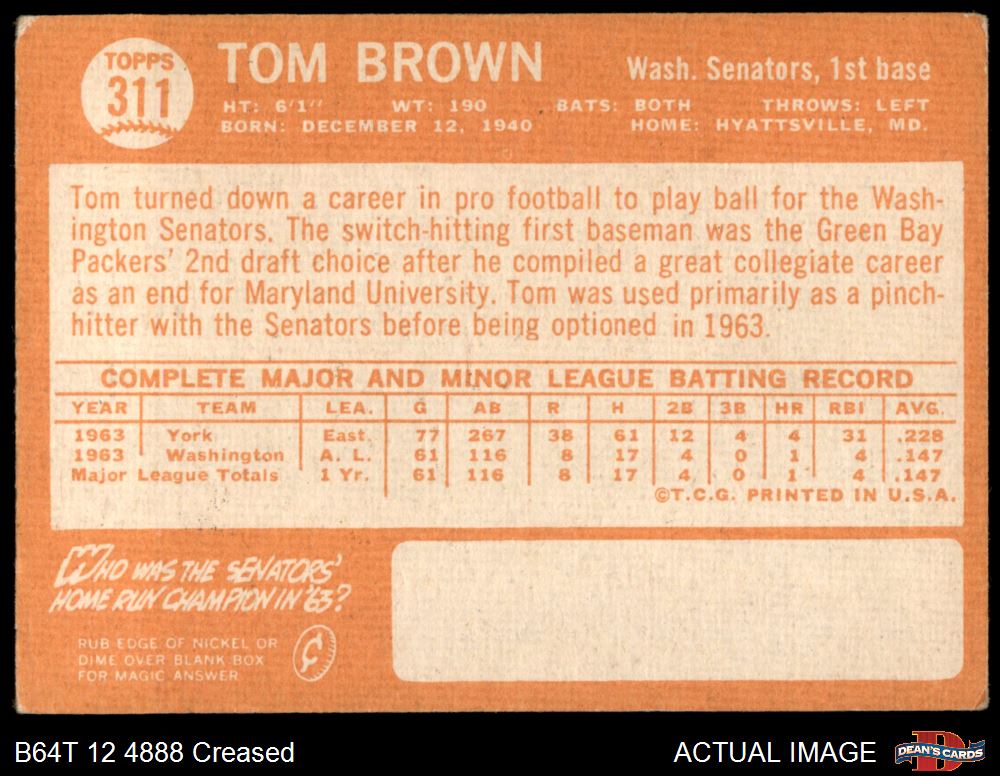 TOPPS
311
TOM BROWN
Wash. Senators, 1st base
HT: 6'1" WT: 190 BATS: BOTH THROWS: LEFT
BORN: DECEMBER 12, 1940 HOME: HYATTSVILLE, MD.
Tom turned down a career in pro football to play ball for the Wash-
ington Senators. The switch-hitting first baseman was the Green Bay
Packers' 2nd draft choice after he compiled a great collegiate career
as an end for Maryland University. Tom was used primarily as a pinch-
hitter with the Senators before being optioned in 1963.
COMPLETE MAJOR AND MINOR LEAGUE BATTING RECORD
YEAR TEAM LEA. G AB R H 2B 3B HR RBI AVG.
1963 York East. 77 267 38 61 12 4 4 31 .228
1963 Washington A. L. 61 116 8 17 4 0 1 4 .147
Major League Totals 1 Yr. 61 116 8 17 4 0 1 4 .147
©T.C.G. PRINTED IN U.S.A.
WHO WAS THE SENATORS'
HOME RUN CHAMPION IN '63?
RUB EDGE OF NICKEL OR
DIME OVER BLANK BOX
FOR MAGIC ANSWER
¢
B64T 12 4888 Creased
ACTUAL IMAGE
D
DEAN'S CARDS